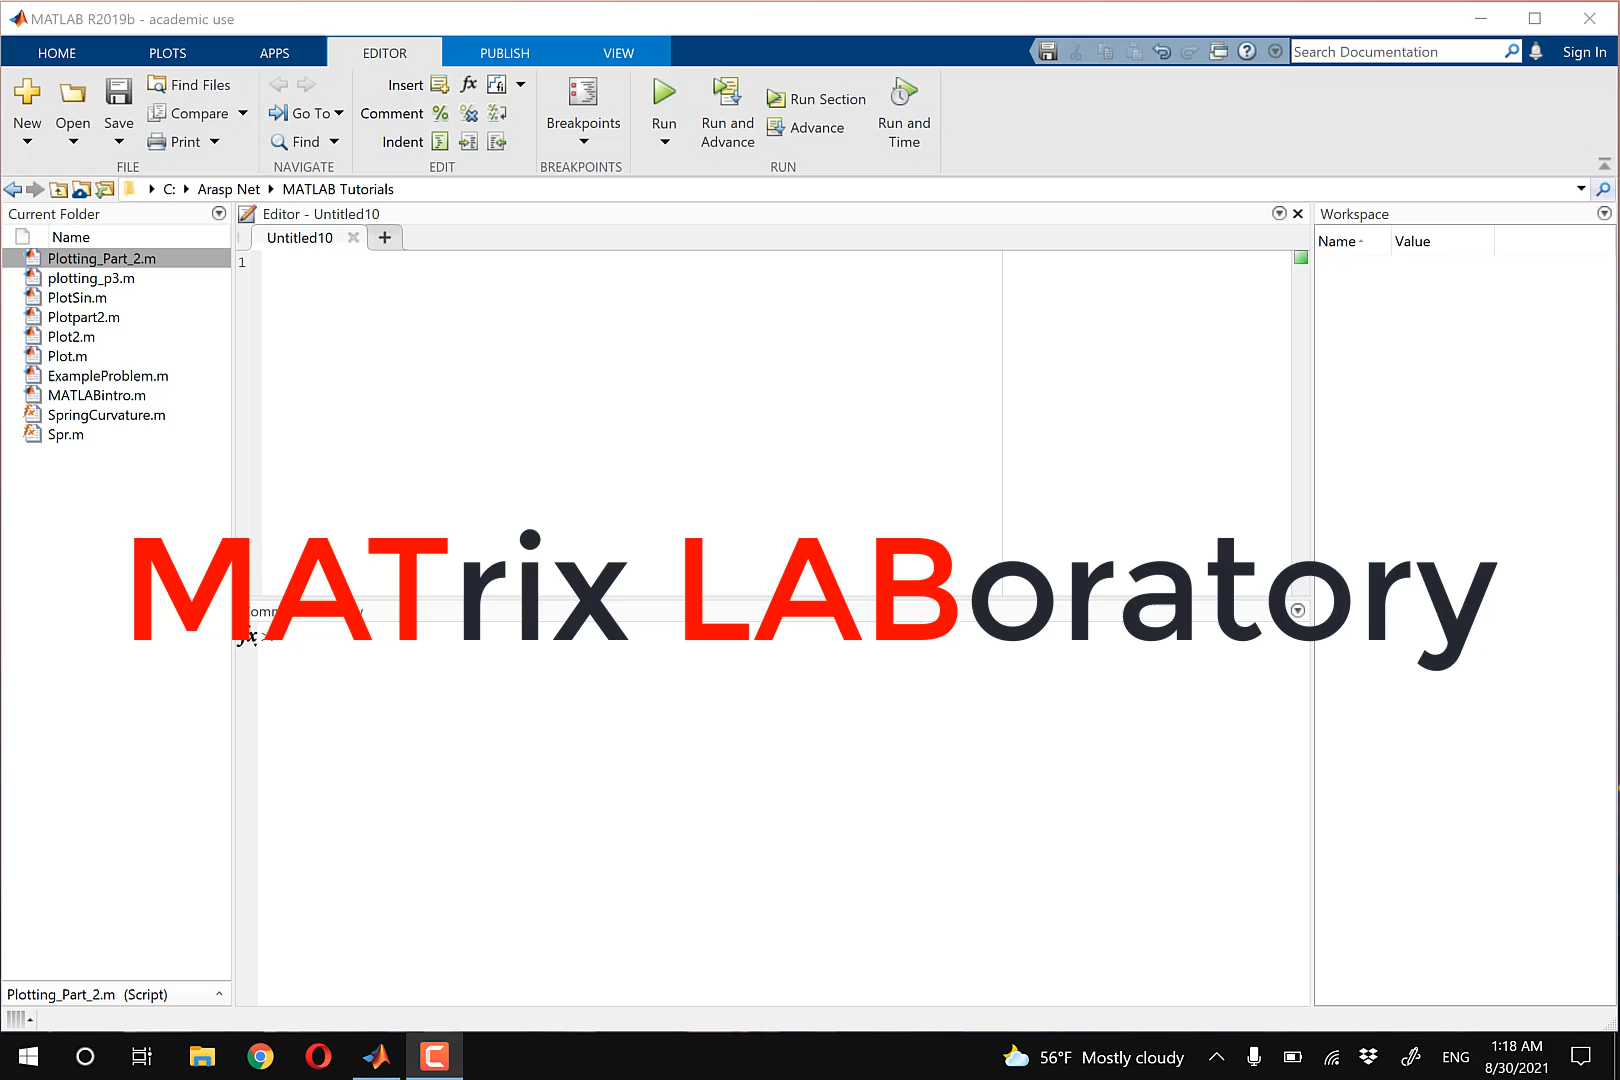 MATLAB R2019b - academic use
HOME PLOTS APPS EDITOR PUBLISH VIEW Search Documentation Sign In
New Open Save Find Files Compare Print
FILE
Go To Find
NAVIGATE
Insert fx
Comment
Indent
EDIT
Breakpoints
BREAKPOINTS
Run Run and Advance Run Section Advance Run and Time
RUN
C: Arasp Net MATLAB Tutorials
Current Folder
Name
Plotting_Part_2.m
plotting_p3.m
PlotSin.m
Plotpart2.m
Plot2.m
Plot.m
ExampleProblem.m
MATLABintro.m
SpringCurvature.m
Spr.m
Editor - Untitled10
Untitled10 +
1
Workspace
Name Value
MATrix LABoratory
fx
Plotting_Part_2.m (Script)
56°F Mostly cloudy ENG 1:18 AM
8/30/2021